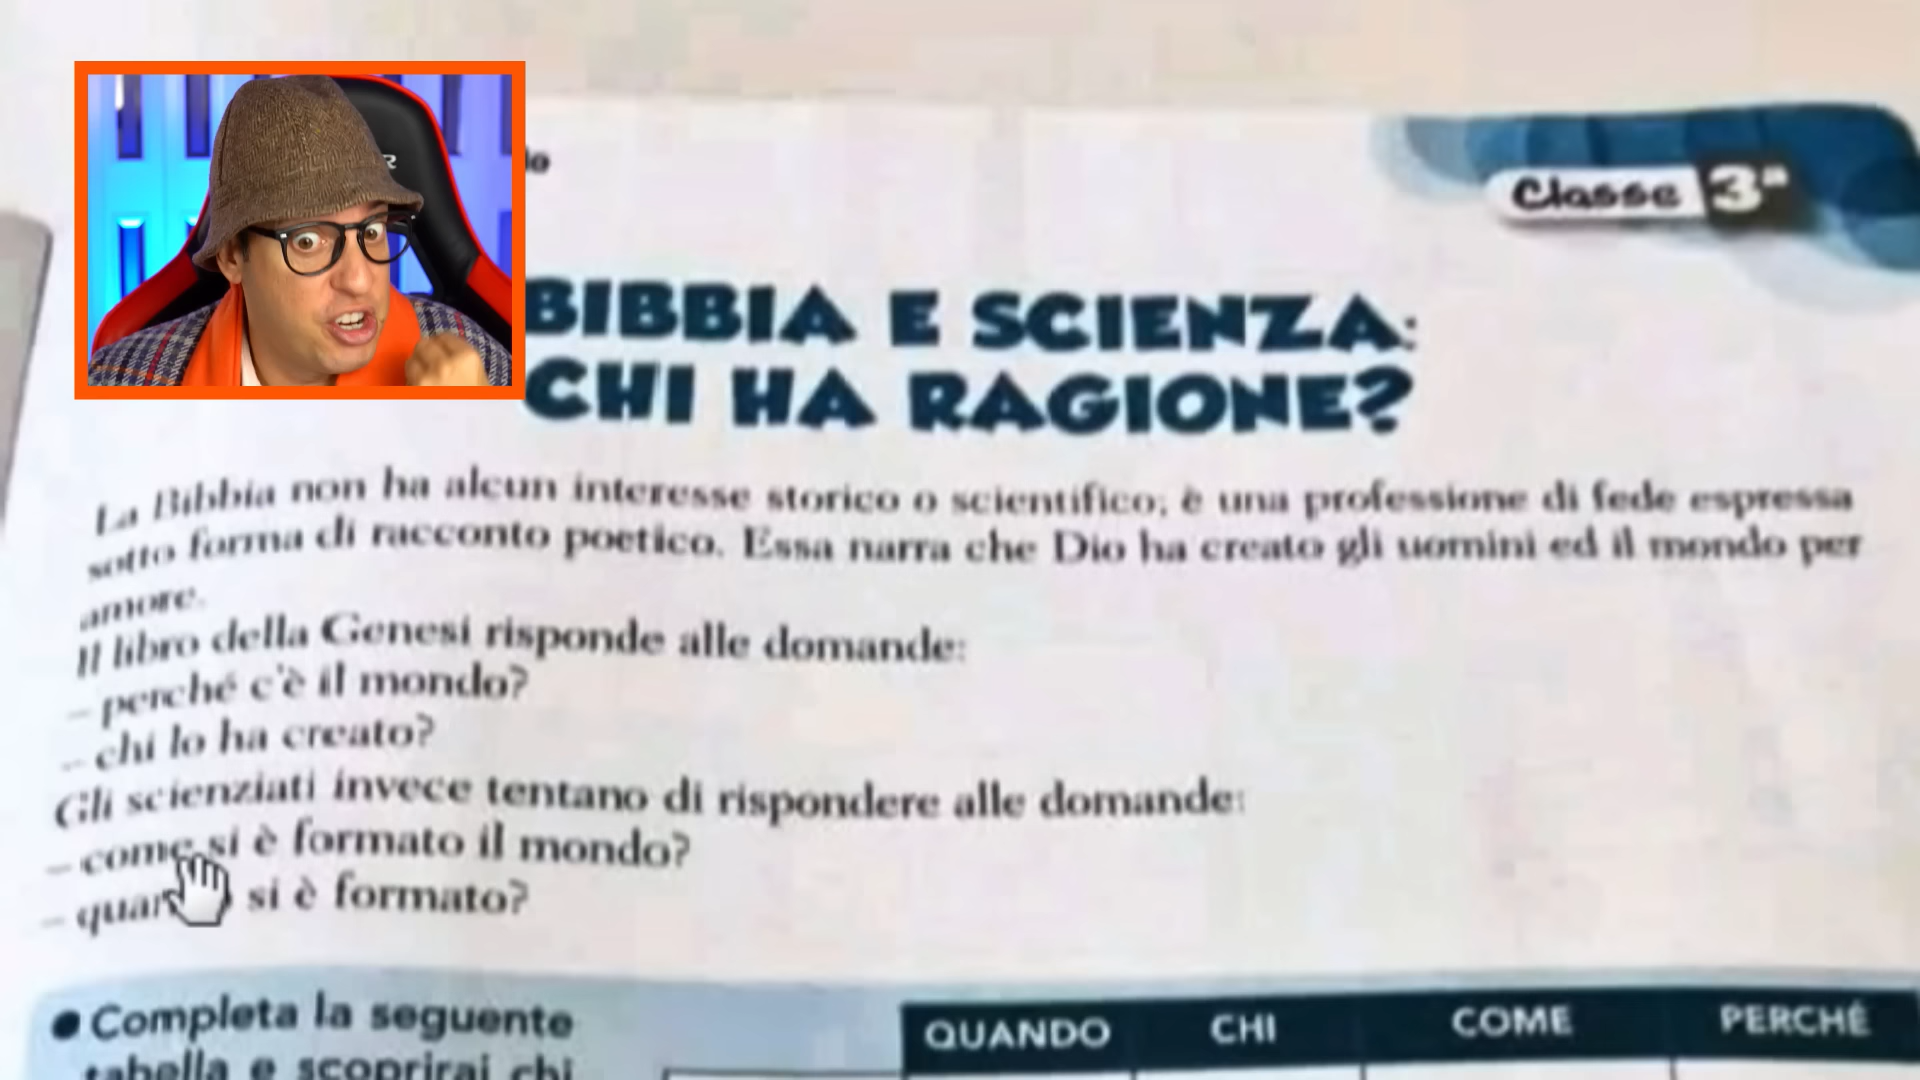 Classe 3ª
BIBBIA E SCIENZA:
CHI HA RAGIONE?
La Bibbia non ha alcun interesse storico o scientifico; è una professione di fede espressa
sotto forma di racconto poetico. Essa narra che Dio ha creato gli uomini ed il mondo per
amore.
Il libro della Genesi risponde alle domande:
– perché c'è il mondo?
– chi lo ha creato?
Gli scienziati invece tentano di rispondere alle domande:
– come si è formato il mondo?
– si è formato?
● Completa la seguente
tabella e scoprirai chi
QUANDO CHI COME PERCHÉ